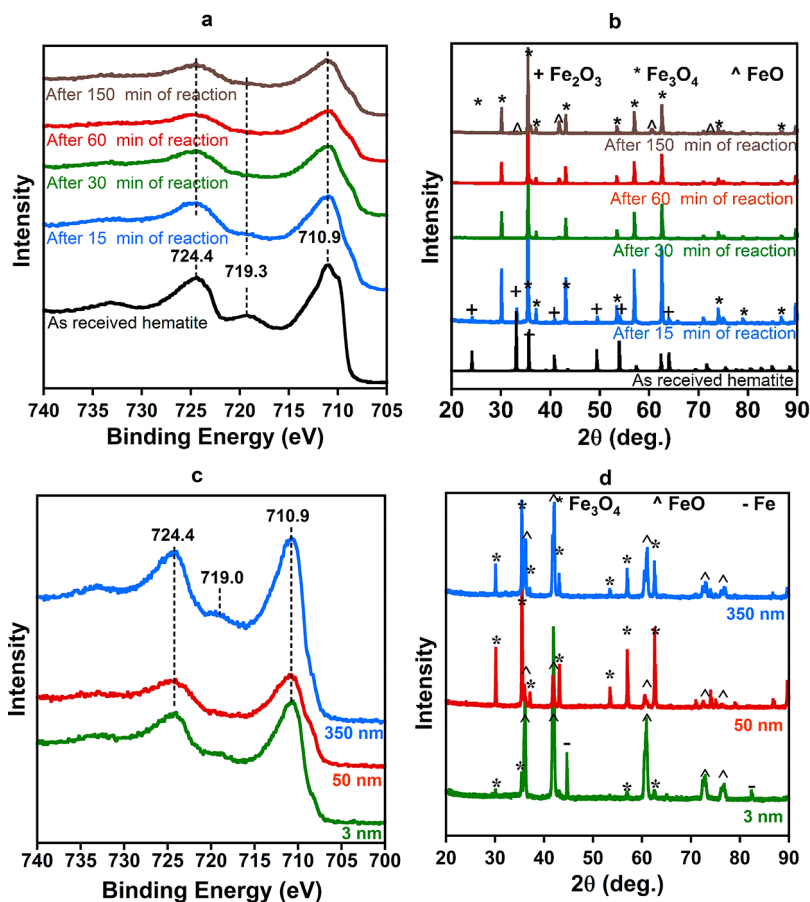 a
After 150 min of reaction
After 60 min of reaction
After 30 min of reaction
After 15 min of reaction
724.4
719.3
710.9
As received hematite
Intensity
740 735 730 725 720 715 710 705
Binding Energy (eV)
b
+ Fe₂O₃ * Fe₃O₄ ^ FeO
After 150 min of reaction
After 60 min of reaction
After 30 min of reaction
After 15 min of reaction
As received hematite
Intensity
20 30 40 50 60 70 80 90
2θ (deg.)
c
724.4
719.0
710.9
350 nm
50 nm
3 nm
Intensity
740 735 730 725 720 715 710 705 700
Binding Energy (eV)
d
Fe₃O₄ ^ FeO - Fe
350 nm
50 nm
3 nm
Intensity
20 30 40 50 60 70 80 90
2θ (deg.)